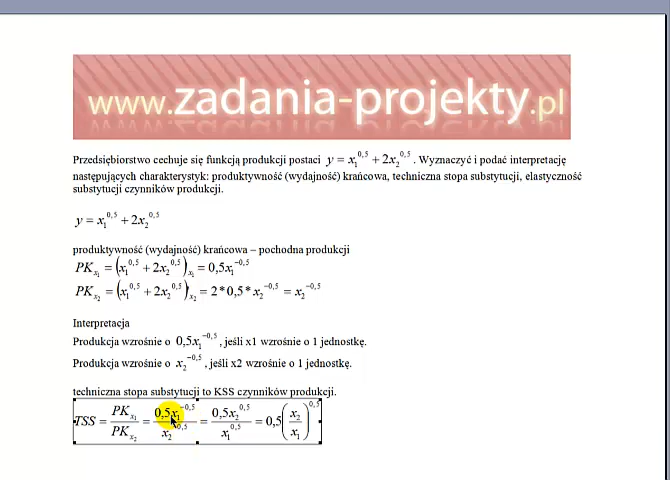 www.zadania-projekty.pl
Przedsiębiorstwo cechuje się funkcją produkcji postaci y = x₁^0,5 + 2x₂^0,5 . Wyznaczyć i podać interpretację
następujących charakterystyk: produktywność (wydajność) krańcowa, techniczna stopa substytucji, elastyczność
substytucji czynników produkcji.
y = x₁^0,5 + 2x₂^0,5
produktywność (wydajność) krańcowa – pochodna produkcji
PK_x₁ = (x₁^0,5 + 2x₂^0,5)_x₁ = 0,5x₁^-0,5
PK_x₂ = (x₁^0,5 + 2x₂^0,5)_x₂ = 2*0,5*x₂^-0,5 = x₂^-0,5
Interpretacja
Produkcja wzrośnie o 0,5x₁^-0,5 , jeśli x1 wzrośnie o 1 jednostkę.
Produkcja wzrośnie o x₂^-0,5 , jeśli x2 wzrośnie o 1 jednostkę.
techniczna stopa substytucji to KSS czynników produkcji.
TSS = PK_x₁ / PK_x₂ = 0,5x₁^-0,5 / x₂^-0,5 = 0,5x₂^0,5 / x₁^0,5 = 0,5(x₂ / x₁)^0,5